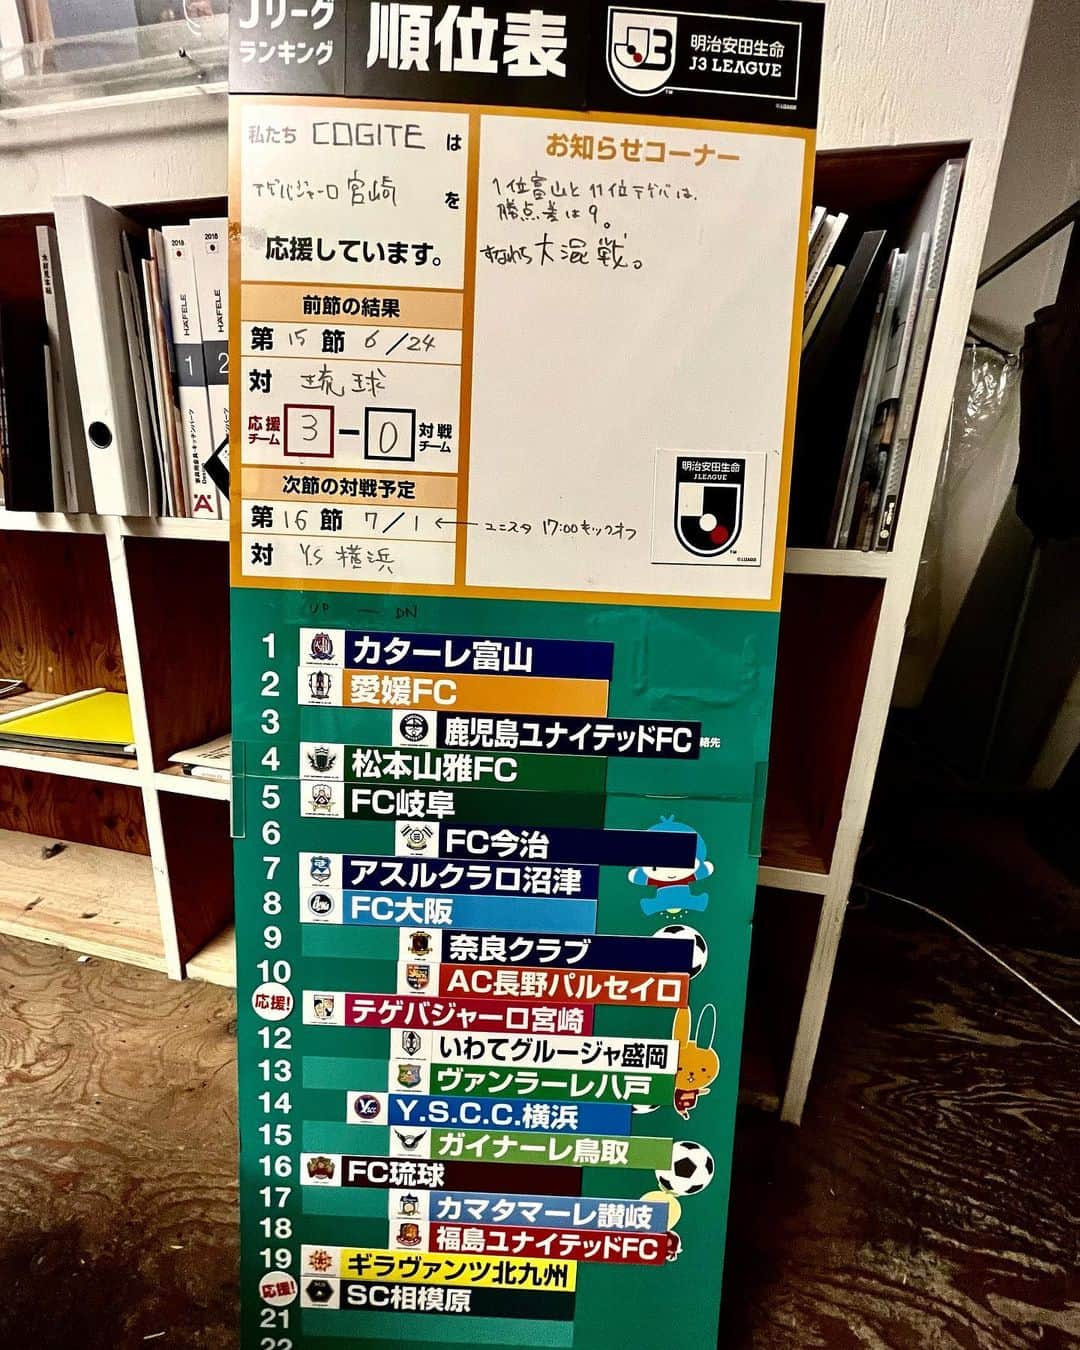 Jリーグ
ランキング
順位表
J3
明治安田生命
J3 LEAGUE
私たち COGITE は
テゲバジャーロ宮崎 を
応援しています。
前節の結果
第 15 節 6/24
対 琉球
応援チーム 3 - 0 対戦チーム
次節の対戦予定
第 16 節 7/1 ← ユニスタ 17:00キックオフ
対 Y.S 横浜
お知らせコーナー
1位富山と11位テゲバは、
勝点差は9。
すなわち大混戦。
明治安田生命
J.LEAGUE
UP — DN
1 カターレ富山
2 愛媛FC
3 鹿児島ユナイテッドFC 絡先
4 松本山雅FC
5 FC岐阜
6 FC今治
7 アスルクラロ沼津
8 FC大阪
9 奈良クラブ
10 AC長野パルセイロ
応援! テゲバジャーロ宮崎
12 いわてグルージャ盛岡
13 ヴァンラーレ八戸
14 Y.S.C.C.横浜
15 ガイナーレ鳥取
16 FC琉球
17 カマタマーレ讃岐
18 福島ユナイテッドFC
19 ギラヴァンツ北九州
応援! SC相模原
21
22
2018
HÄFELE
1
2018
HÄFELE
2